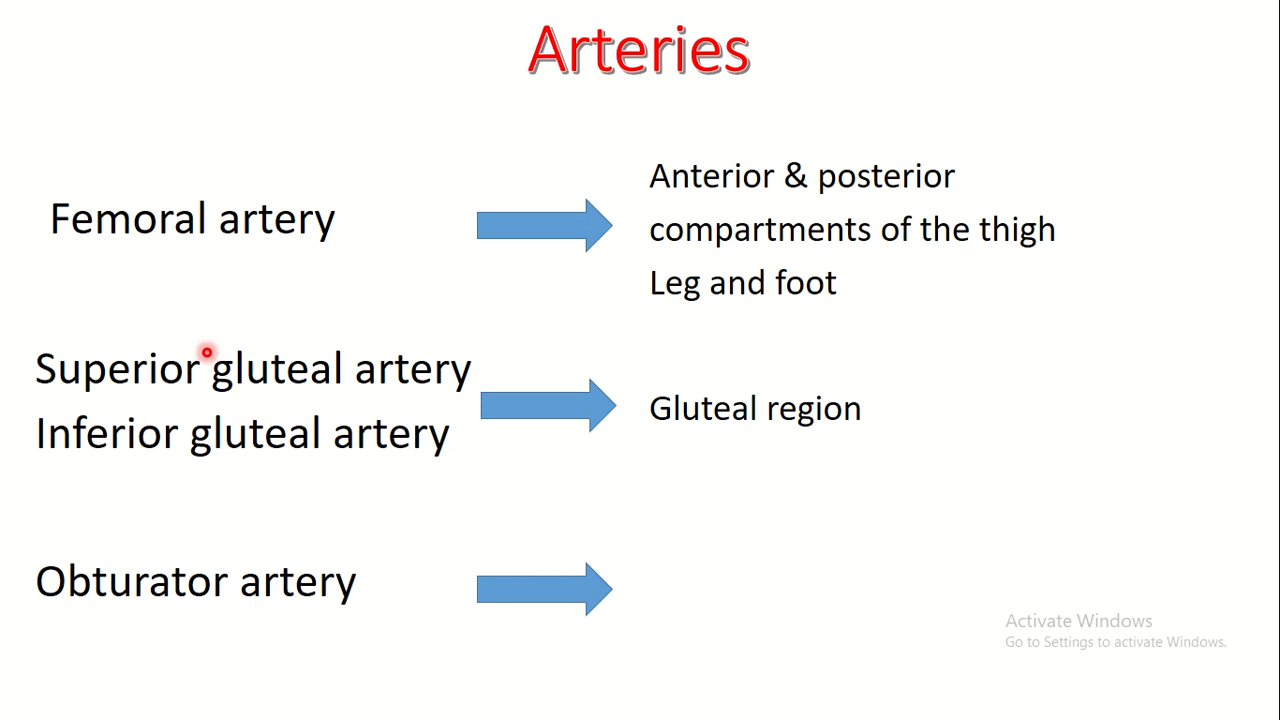 Arteries
Femoral artery
Anterior & posterior
compartments of the thigh
Leg and foot
Superior gluteal artery
Inferior gluteal artery
Gluteal region
Obturator artery
Activate Windows
Go to Settings to activate Windows.